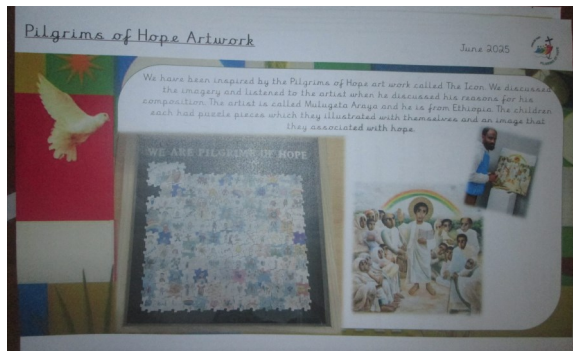 Pilgrims of Hope Artwork
June 2025
We have been inspired by the Pilgrims of Hope art work called The Icon. We discussed
the imagery and listened to the artist when he discussed his reasons for his
composition. The artist is called Mulugeta Araya and he is from Ethiopia. The children
each had puzzle pieces which they illustrated with themselves and an image that
they associated with hope.
WE ARE PILGRIMS OF HOPE